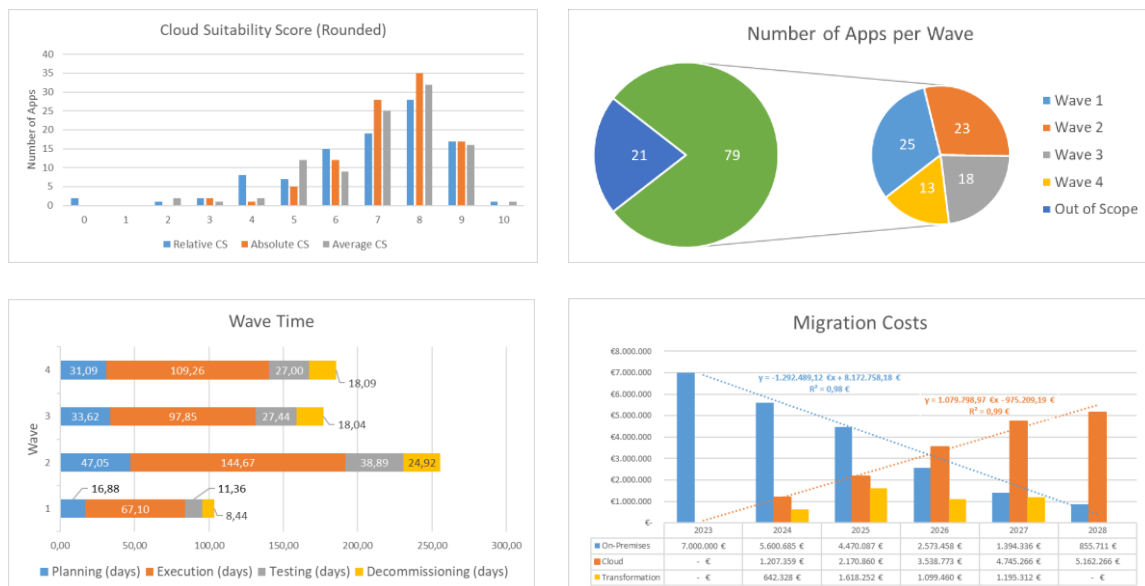 Cloud Suitability Score (Rounded)
Number of Apps
40
35
30
25
20
15
10
5
0
0 1 2 3 4 5 6 7 8 9 10
Relative CS Absolute CS Average CS
Number of Apps per Wave
21
79
25
23
18
13
Wave 1
Wave 2
Wave 3
Wave 4
Out of Scope
Wave Time
Wave
4
31,09 109,26 27,00
18,09
3
33,62 97,85 27,44
18,04
2
47,05 144,67 38,89 24,92
16,88 11,36
1
67,10
8,44
0,00 50,00 100,00 150,00 200,00 250,00 300,00
Planning (days) Execution (days) Testing (days) Decommissioning (days)
Migration Costs
€8.000.000
€7.000.000
€6.000.000
€5.000.000
€4.000.000
€3.000.000
€2.000.000
€1.000.000
€-
y = -1.292.489,12 €x + 8.172.758,18 €
R² = 0,98 €
y = 1.079.798,97 €x - 975.209,19 €
R² = 0,99 €
2023 2024 2025 2026 2027 2028
On-Premises 7.000.000 € 5.600.685 € 4.470.087 € 2.573.458 € 1.394.336 € 855.711 €
Cloud - € 1.207.359 € 2.170.860 € 3.538.773 € 4.745.266 € 5.162.266 €
Transformation - € 642.328 € 1.618.252 € 1.099.460 € 1.195.312 € - €